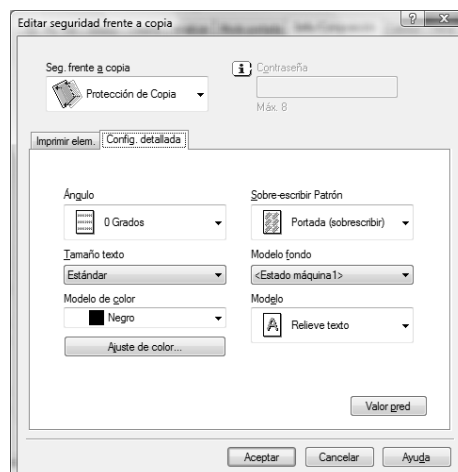 Editar seguridad frente a copia
Seg. frente a copia
Protección de Copia
Contraseña
Máx. 8
Imprimir elem.
Config. detallada
Ángulo
0 Grados
Sobre-escribir Patrón
Portada (sobrescribir)
Tamaño texto
Estándar
Modelo fondo
<Estado máquina1>
Modelo de color
Negro
Modelo
A
Relieve texto
Ajuste de color...
Valor pred
Aceptar
Cancelar
Ayuda